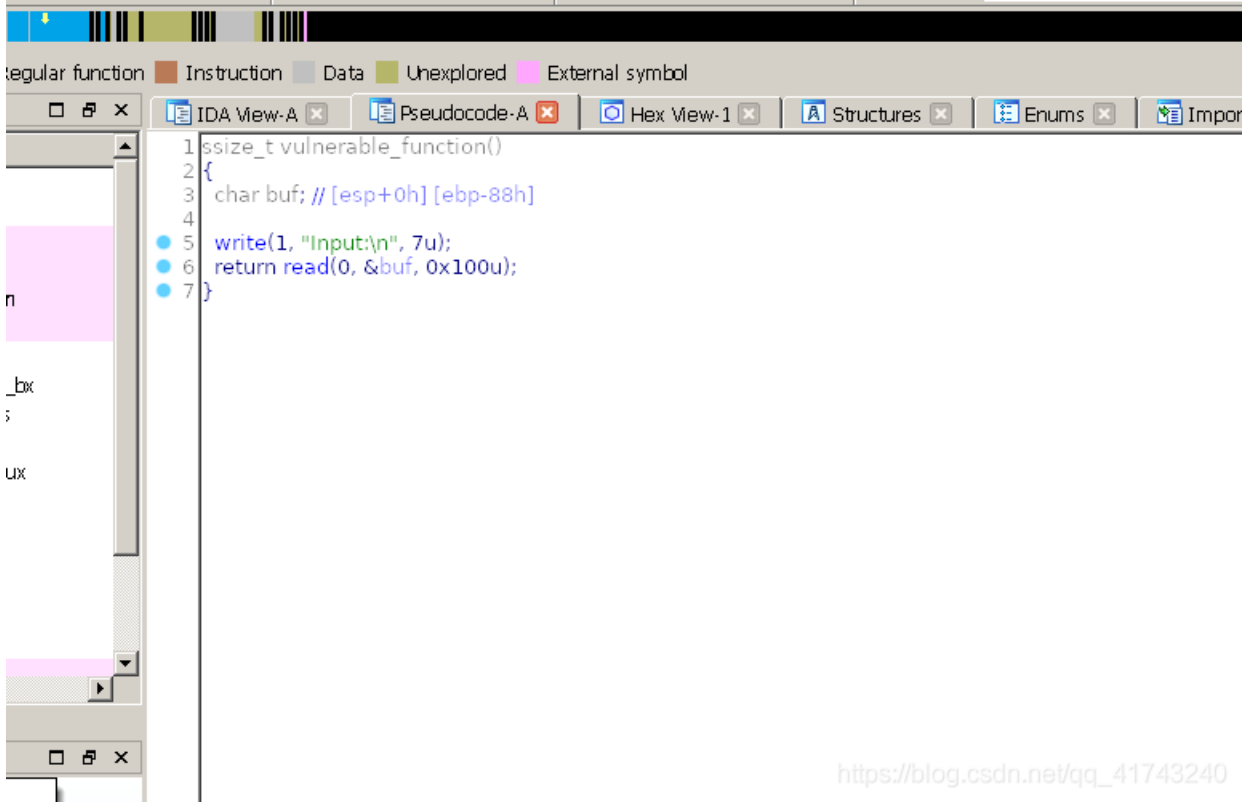 Regular function Instruction Data Unexplored External symbol
IDA View-A Pseudocode-A Hex View-1 Structures Enums Impor
1 ssize_t vulnerable_function()
2 {
3 char buf; // [esp+0h] [ebp-88h]
4
5 write(1, "Input:\n", 7u);
6 return read(0, &buf, 0x100u);
7 }
n
_bx
s
ux
https://blog.csdn.net/qq_41743240